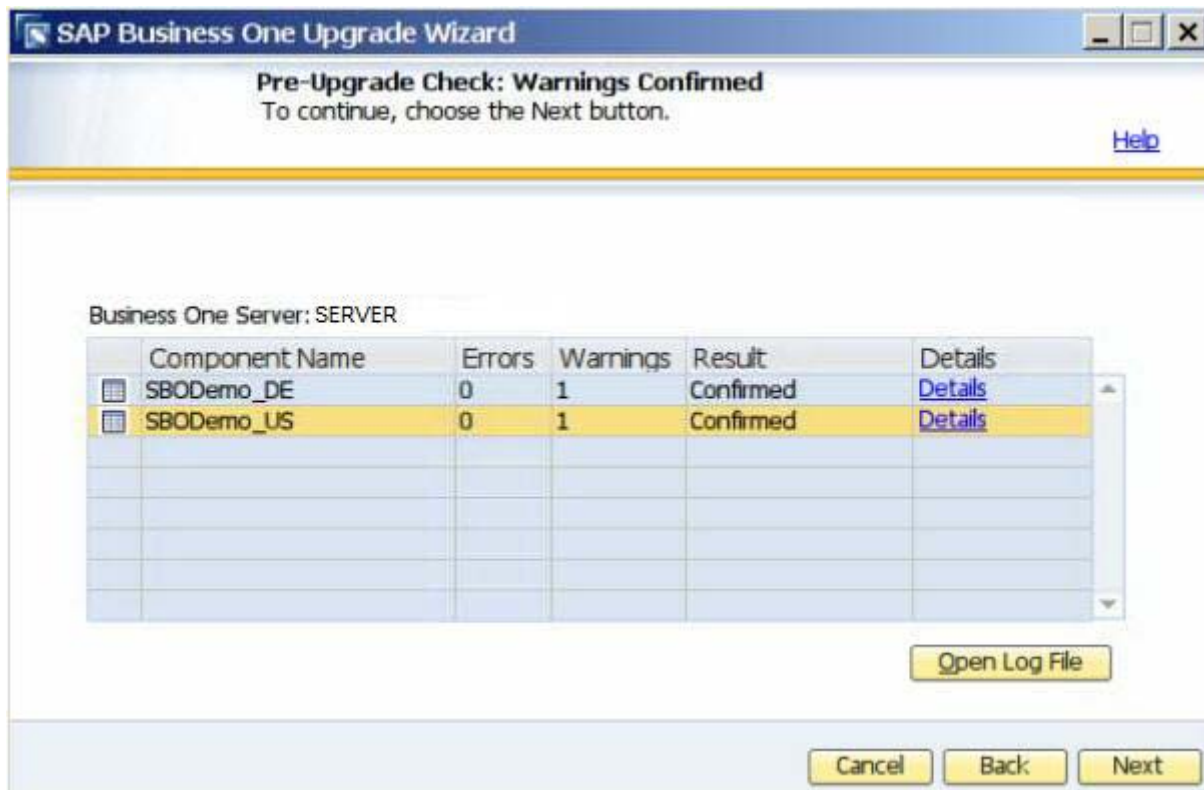 SAP Business One Upgrade Wizard
Pre-Upgrade Check: Warnings Confirmed
To continue, choose the Next button.
Help
Business One Server: SERVER
Component Name Errors Warnings Result Details
SBODemo_DE 0 1 Confirmed Details
SBODemo_US 0 1 Confirmed Details
Open Log File
Cancel Back Next